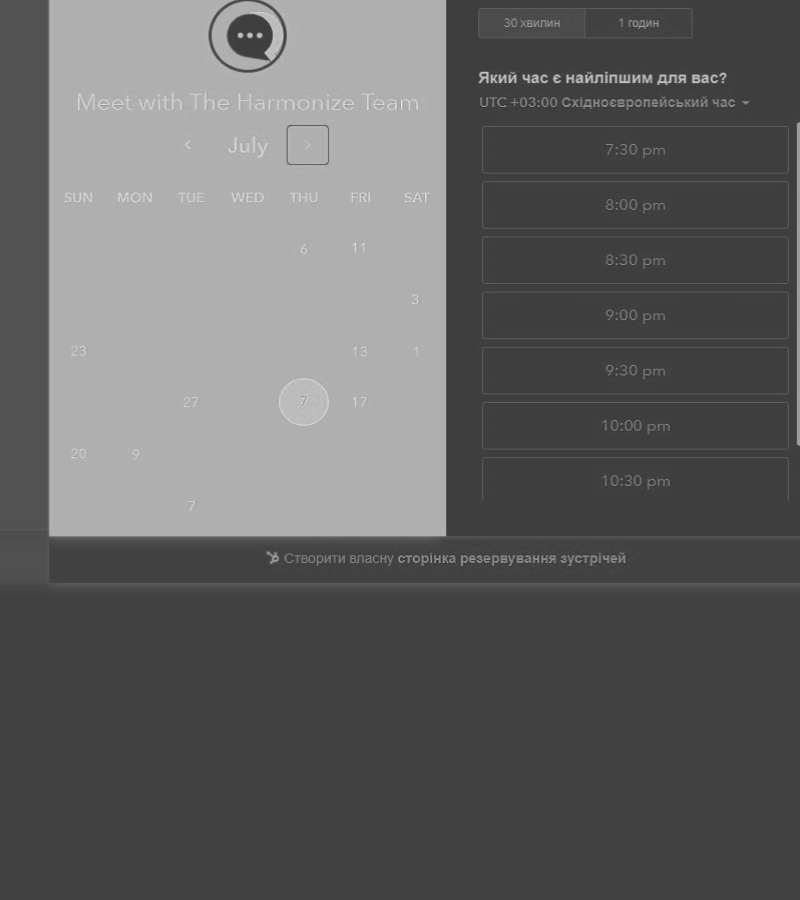 Meet with The Harmonize Team
July
SUN MON TUE WED THU FRI SAT
6 11
3
23 13 1
27 7 17
20 9
7
30 хвилин 1 годин
Який час є найліпшим для вас?
UTC +03:00 Східноєвропейський час
7:30 pm
8:00 pm
8:30 pm
9:00 pm
9:30 pm
10:00 pm
10:30 pm
Створити власну сторінка резервування зустрічей